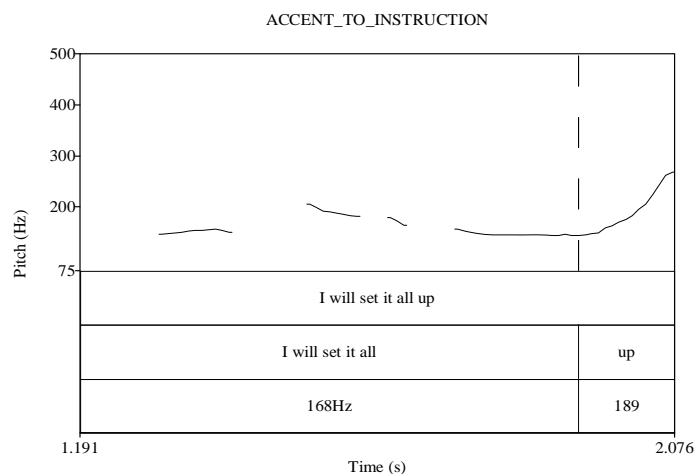 ACCENT_TO_INSTRUCTION
500
400
300
200
75
Pitch (Hz)
I will set it all up
I will set it all up
168Hz 189
1.191 2.076
Time (s)